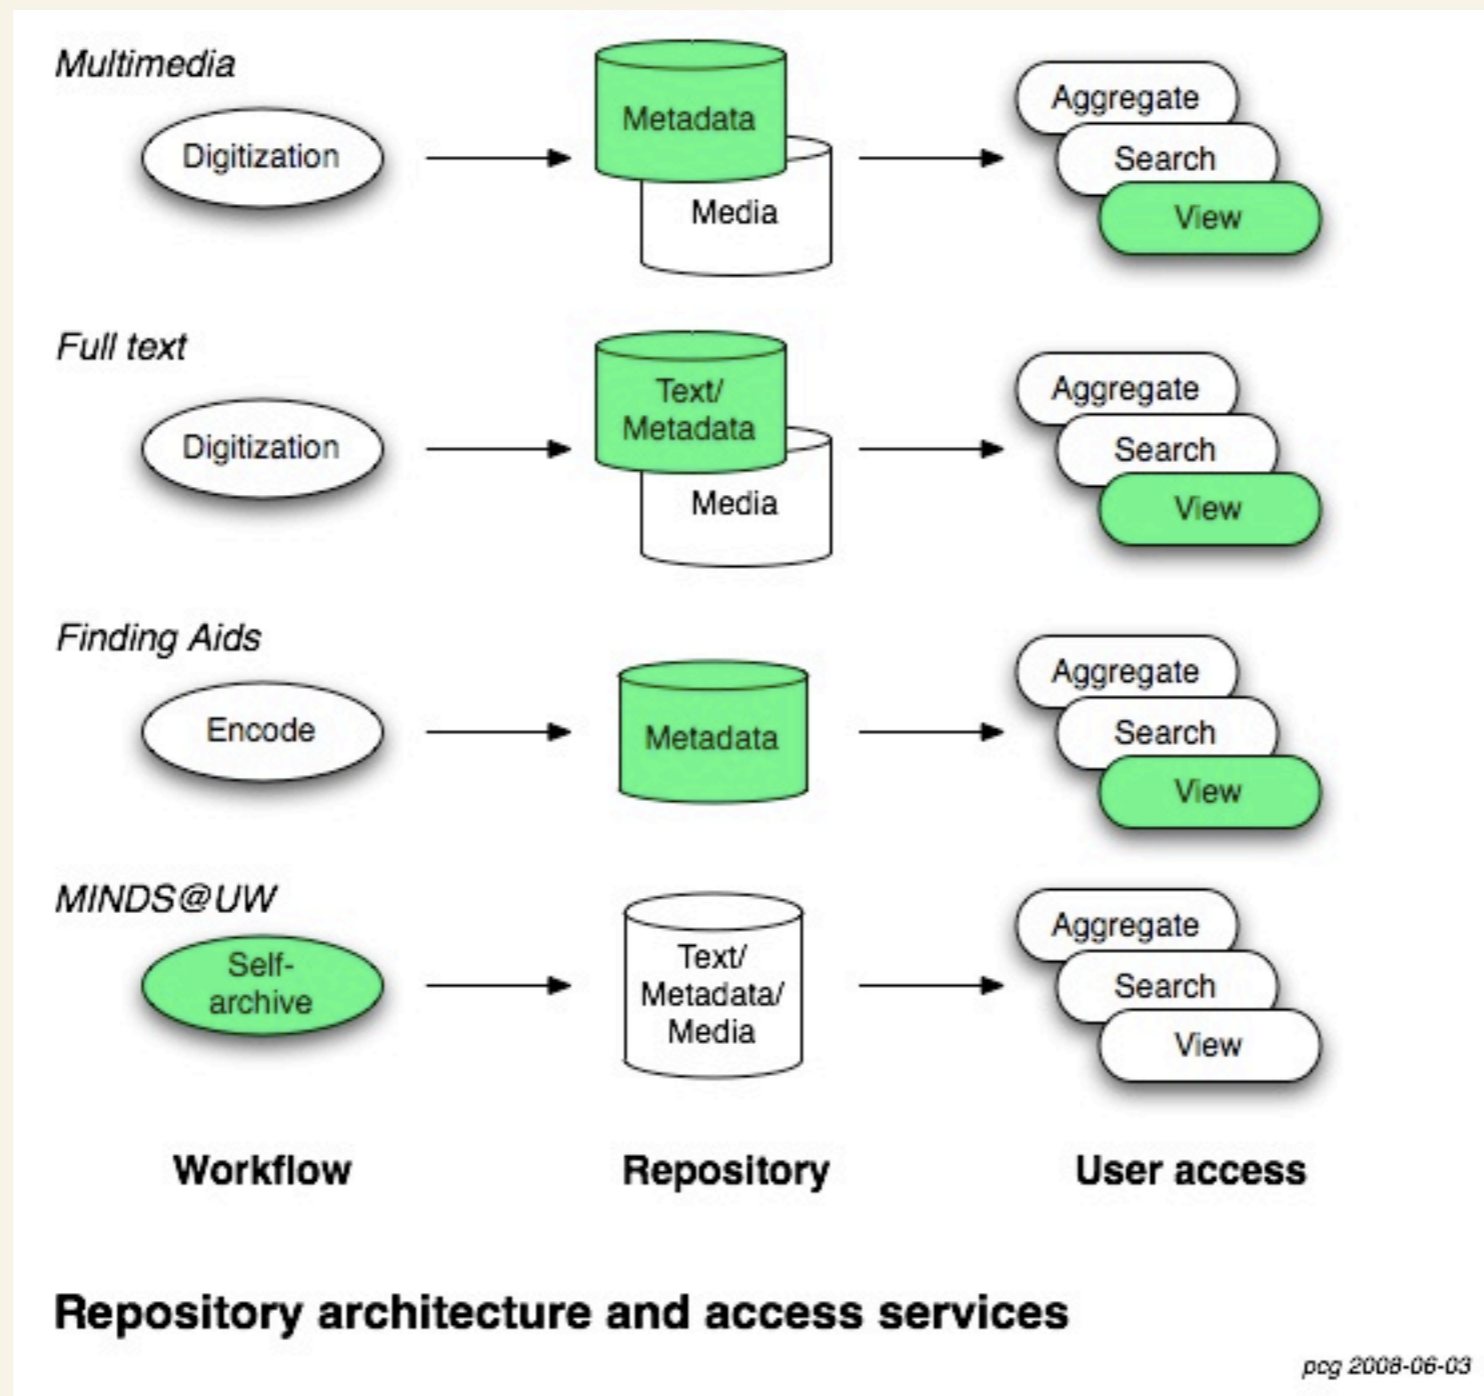 Multimedia
Digitization
Metadata
Media
Aggregate
Search
View
Full text
Digitization
Text/
Metadata
Media
Aggregate
Search
View
Finding Aids
Encode
Metadata
Aggregate
Search
View
MINDS@UW
Self-
archive
Text/
Metadata/
Media
Aggregate
Search
View
Workflow
Repository
User access
Repository architecture and access services
pcg 2008-06-03